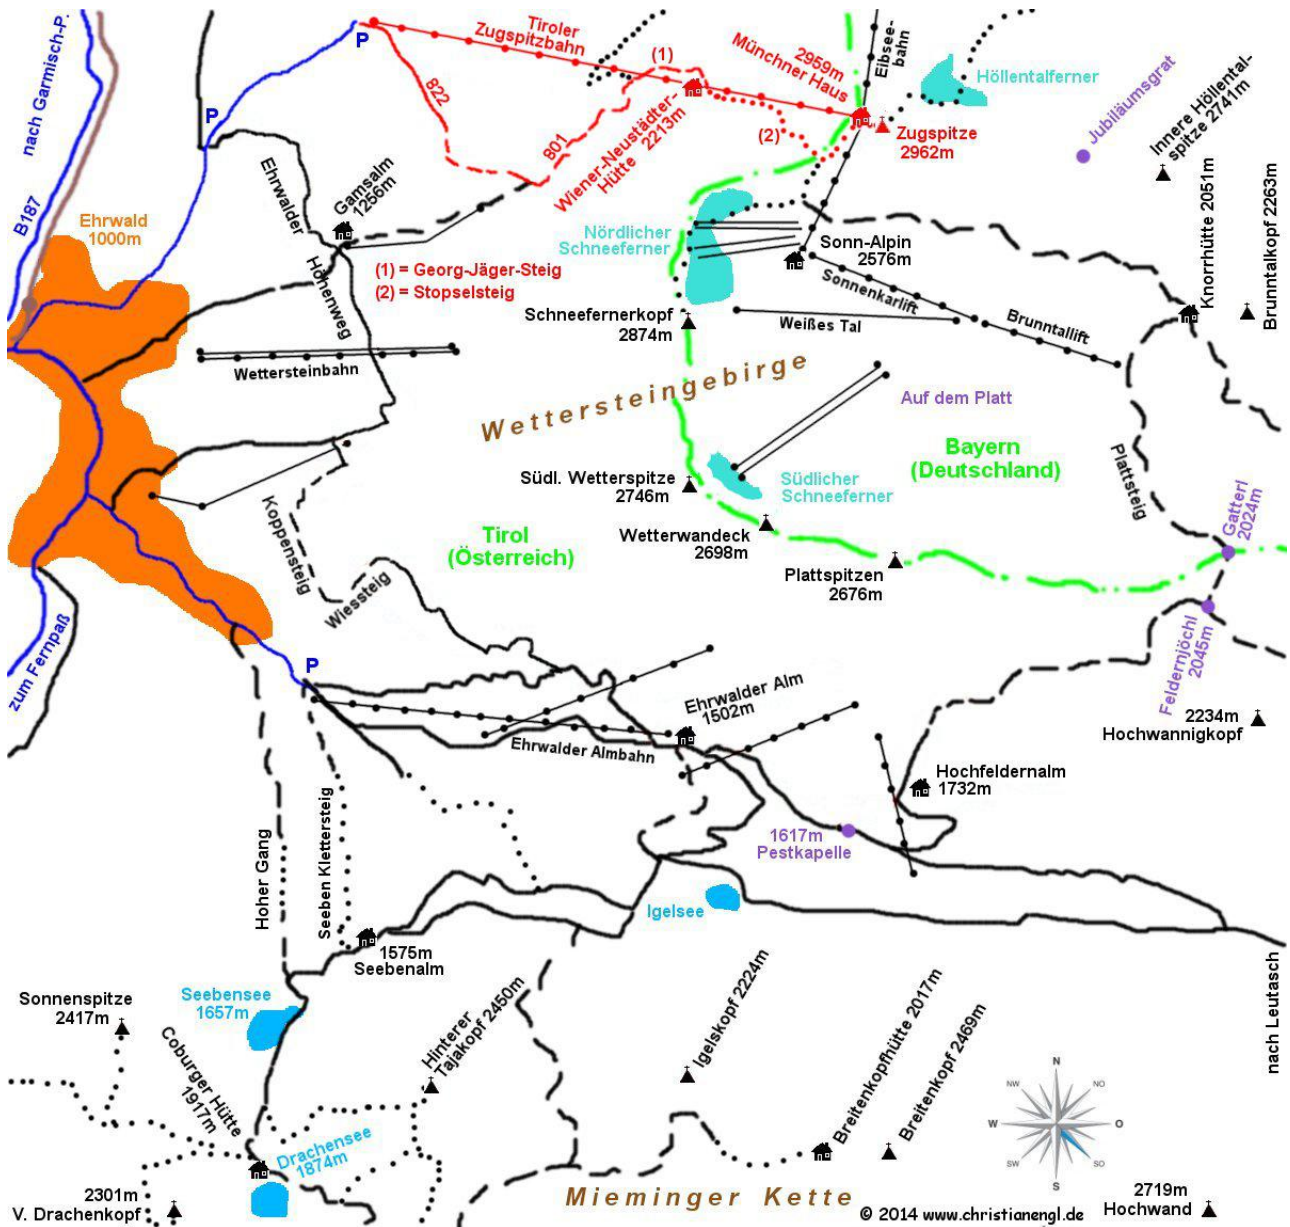 nach Garmisch-P.
B187
P
P
Tiroler
Zugspitzbahn
822
801
(1)
(2)
Wiener-Neustädter-
Hütte 2213m
2959m
Münchner Haus
Eibsee-
bahn
Höllentalferner
Zugspitze
2962m
Jubiläumsgrat
Innere Höllental-
spitze 2741m
Knorrhütte 2051m
Brunntalkopf 2263m
Ehrwald
1000m
Ehrwalder
Höhenweg
Gamsalm
1256m
(1) = Georg-Jäger-Steig
(2) = Stopselsteig
Nördlicher
Schneeferner
Sonn-Alpin
2576m
Sonnenkarlift
Brunntallift
Weißes Tal
Schneefernerkopf
2874m
Wettersteinbahn
Wettersteingebirge
Auf dem Platt
Bayern
(Deutschland)
Plattsteig
Gatterl
2024m
Südl. Wetterspitze
2746m
Südlicher
Schneeferner
Wetterwandeck
2698m
Plattspitzen
2676m
Tirol
(Österreich)
Koppensteig
Wiessteig
zum Fernpaß
P
Feldernjöchl
2045m
2234m
Hochwannigkopf
Ehrwalder Alm
1502m
Ehrwalder Almbahn
Hochfeldernalm
1732m
1617m
Pestkapelle
Hoher Gang
Seeben Klettersteig
Igelsee
1575m
Seebenalm
Seebensee
1657m
Sonnenspitze
2417m
Coburger Hütte
1917m
Hinterer
Tajakopf 2450m
Igelskopf 2224m
Breitenkopfhütte 2017m
Breitenkopf 2469m
nach Leutasch
Drachensee
1874m
2301m
V. Drachenkopf
Mieminger Kette
N
NW
NO
W
O
SW
SO
S
2719m
Hochwand
© 2014 www.christianengl.de